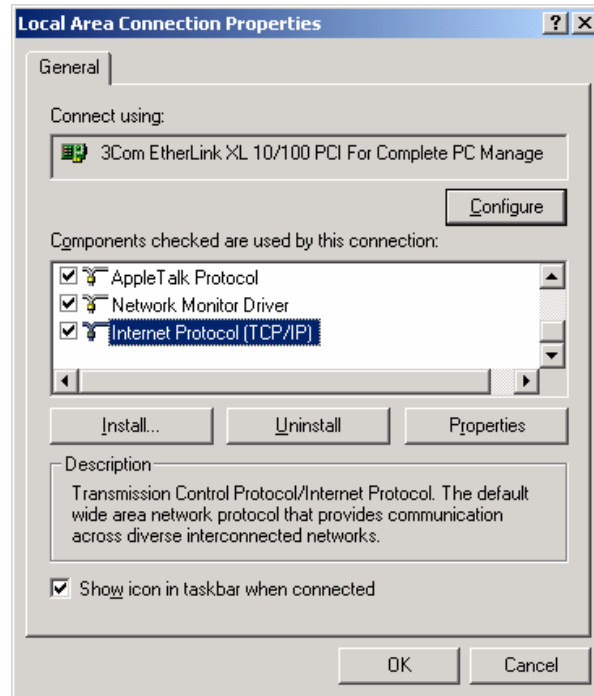 Local Area Connection Properties
General
Connect using:
3Com EtherLink XL 10/100 PCI For Complete PC Manage
Configure
Components checked are used by this connection:
AppleTalk Protocol
Network Monitor Driver
Internet Protocol (TCP/IP)
Install... Uninstall Properties
Description
Transmission Control Protocol/Internet Protocol. The default
wide area network protocol that provides communication
across diverse interconnected networks.
Show icon in taskbar when connected
OK Cancel